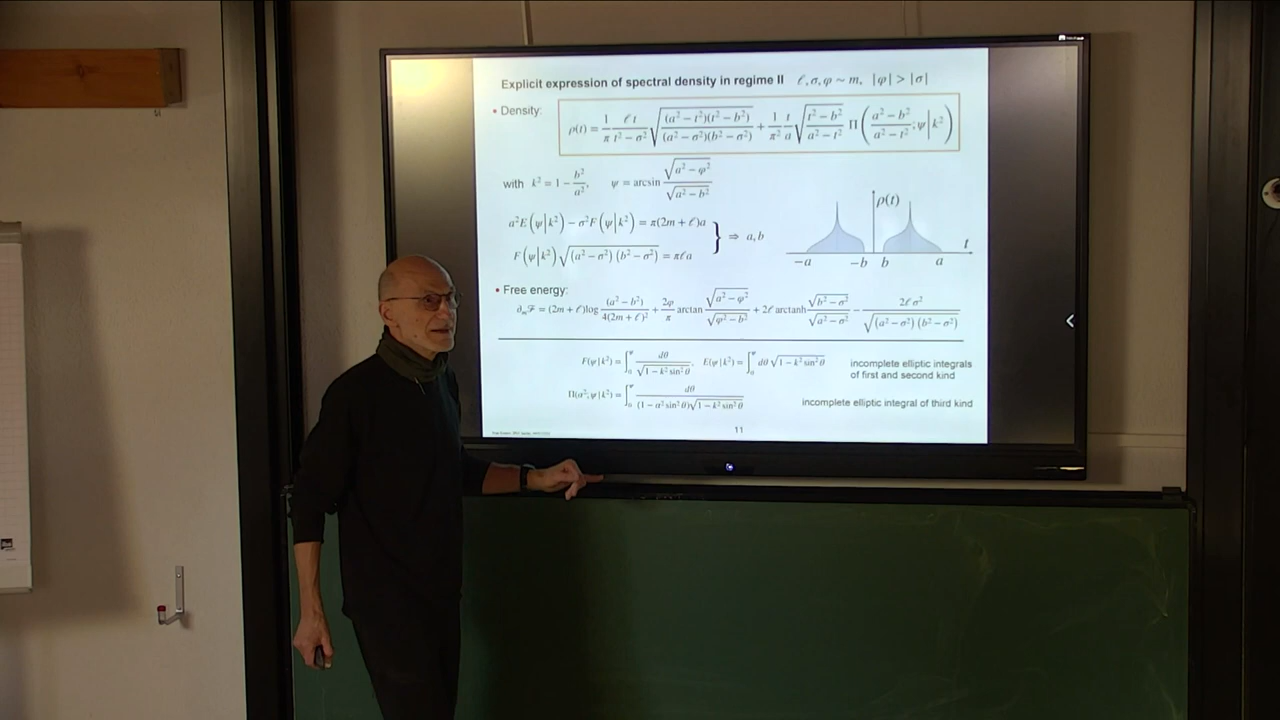 Explicit expression of spectral density in regime II ℓ, σ, φ ~ m, |φ| > |σ|
• Density: ρ(t) = 1/π ℓt/(t² − σ²) √((a² − t²)(t² − b²)/((a² − σ²)(b² − σ²))) + 1/π² t/a √((t² − b²)/(a² − t²)) Π((a² − b²)/(a² − t²); ψ|k²)
with k² = 1 − b²/a², ψ = arcsin √(a² − φ²)/√(a² − b²)
a²E(ψ|k²) − σ²F(ψ|k²) = π(2m + ℓ)a
F(ψ|k²)√((a² − σ²)(b² − σ²)) = πℓa
} ⇒ a, b
ρ(t)
t
−a −b b a
• Free energy:
∂ₘℱ = (2m + ℓ)log (a² − b²)/(4(2m + ℓ)²) + 2φ/π arctan √(a² − φ²)/√(φ² − b²) + 2ℓ arctanh √(b² − σ²)/√(a² − σ²) − 2ℓσ²/√((a² − σ²)(b² − σ²))
F(ψ|k²) = ∫₀^ψ dθ/√(1 − k² sin² θ), E(ψ|k²) = ∫₀^ψ dθ √(1 − k² sin² θ)
incomplete elliptic integrals
of first and second kind
Π(α², ψ|k²) = ∫₀^ψ dθ/((1 − α² sin² θ)√(1 − k² sin² θ))
incomplete elliptic integral of third kind
11